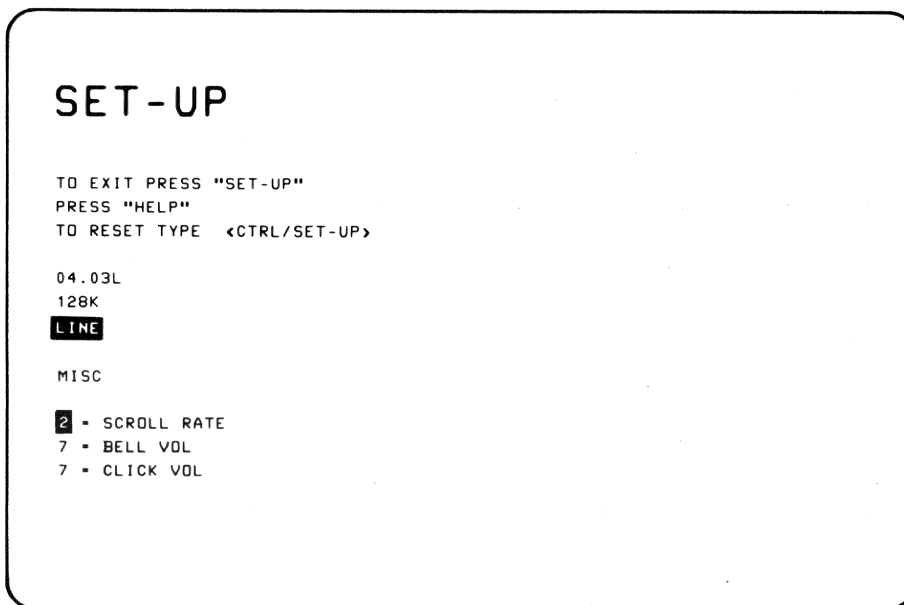 SET-UP
TO EXIT PRESS "SET-UP"
PRESS "HELP"
TO RESET TYPE <CTRL/SET-UP>
04.03L
128K
LINE
MISC
2 = SCROLL RATE
7 = BELL VOL
7 = CLICK VOL